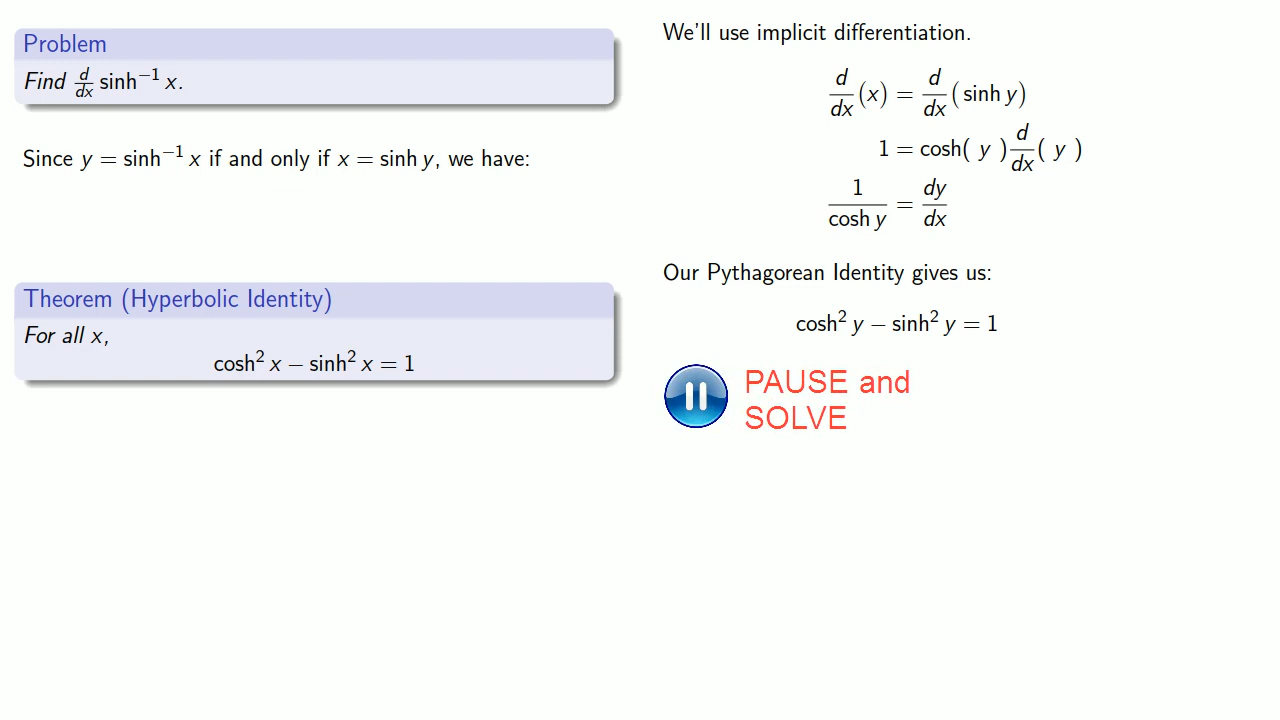 Problem
Find d/dx sinh⁻¹ x.
Since y = sinh⁻¹ x if and only if x = sinh y, we have:
Theorem (Hyperbolic Identity)
For all x,
cosh² x − sinh² x = 1
We'll use implicit differentiation.
d/dx (x) = d/dx ( sinh y)
1 = cosh( y ) d/dx ( y )
1/cosh y = dy/dx
Our Pythagorean Identity gives us:
cosh² y − sinh² y = 1
PAUSE and
SOLVE